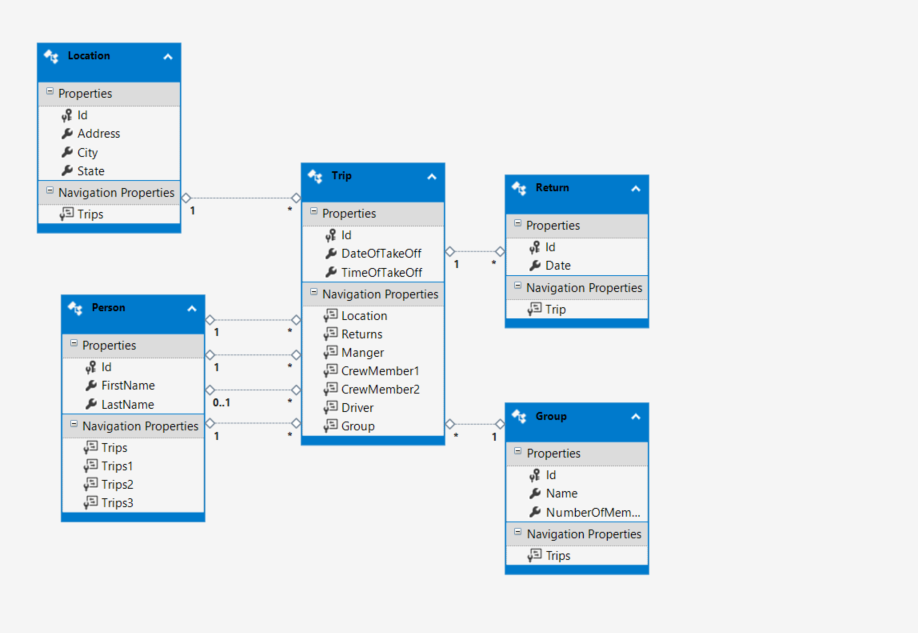 Location
Properties
Id
Address
City
State
Navigation Properties
Trips
1
*
Trip
Properties
Id
DateOfTakeOff
TimeOfTakeOff
Navigation Properties
Location
Returns
Manger
CrewMember1
CrewMember2
Driver
Group
1
*
Return
Properties
Id
Date
Navigation Properties
Trip
Person
Properties
Id
FirstName
LastName
Navigation Properties
Trips
Trips1
Trips2
Trips3
1
*
1
*
0..1
*
1
*
*
1
Group
Properties
Id
Name
NumberOfMem...
Navigation Properties
Trips